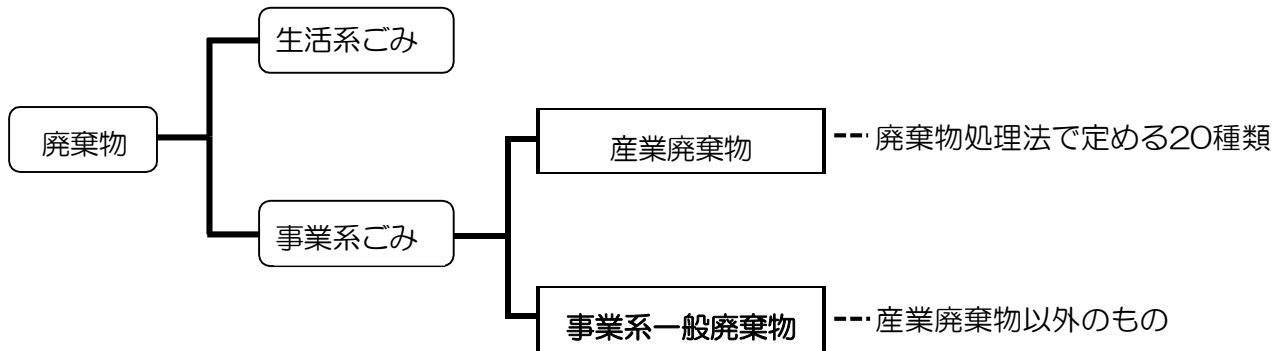 生活系ごみ
廃棄物
産業廃棄物
廃棄物処理法で定める20種類
事業系ごみ
事業系一般廃棄物
産業廃棄物以外のもの